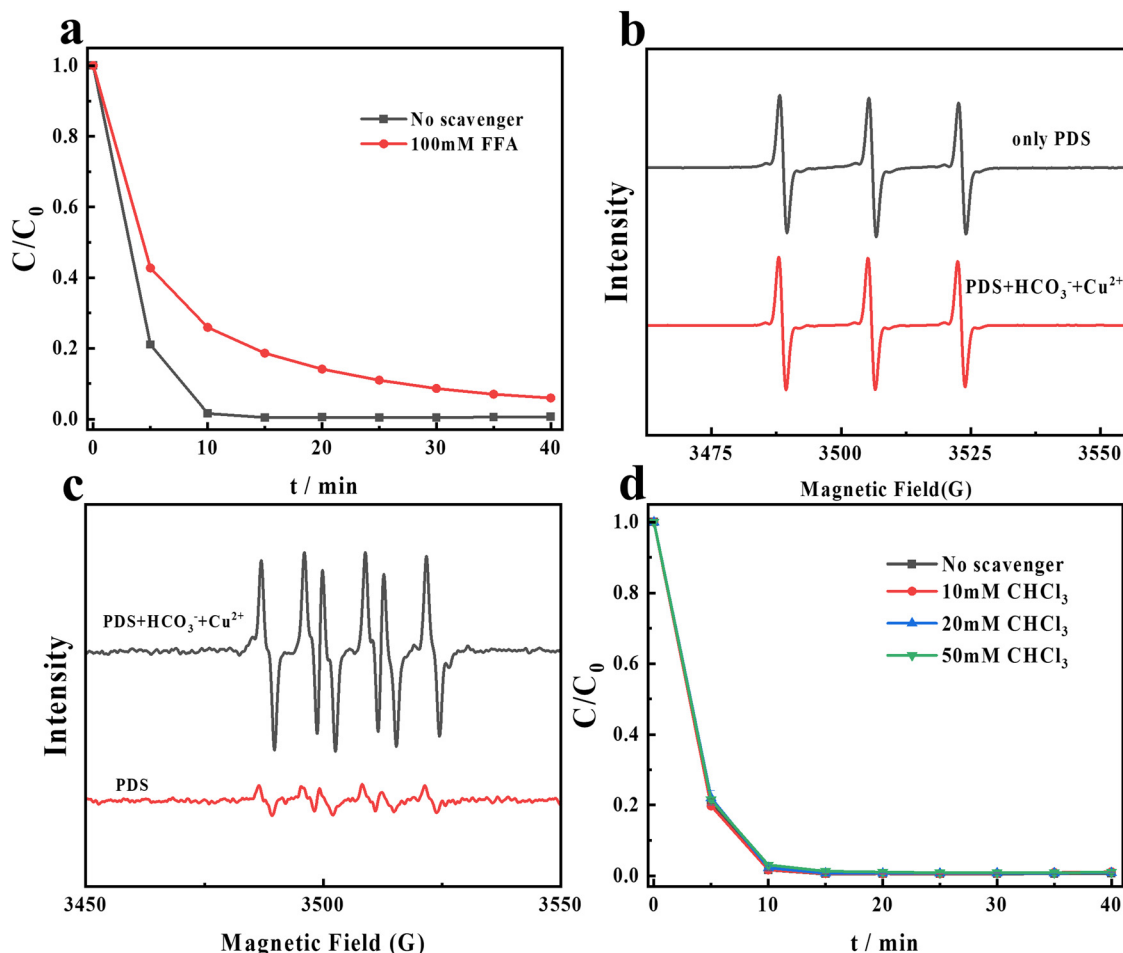 a
1.0
0.8
0.6
0.4
0.2
0.0
C/C₀
No scavenger
100mM FFA
0 10 20 30 40
t / min
b
Intensity
only PDS
PDS+HCO₃⁻+Cu²⁺
3475 3500 3525 3550
Magnetic Field(G)
c
Intensity
PDS+HCO₃⁻+Cu²⁺
PDS
3450 3500 3550
Magnetic Field (G)
d
1.0
0.8
0.6
0.4
0.2
0.0
C/C₀
No scavenger
10mM CHCl₃
20mM CHCl₃
50mM CHCl₃
0 10 20 30 40
t / min